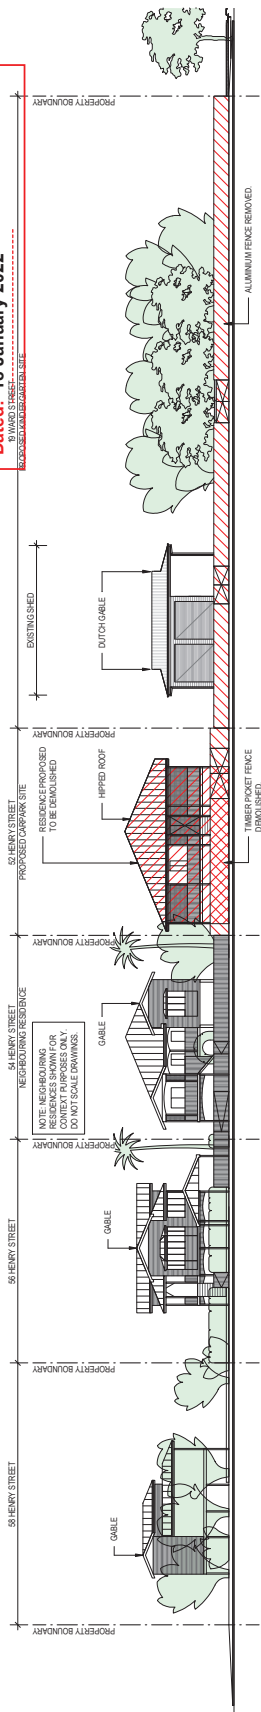 58 HENRY STREET
56 HENRY STREET
54 HENRY STREET
NEIGHBOURING RESIDENCE
52 HENRY STREET
PROPOSED CARPARK SITE
19 WARD STREET
PROPOSED KINDERGARTEN SITE
January 2022
PROPERTY BOUNDARY
PROPERTY BOUNDARY
PROPERTY BOUNDARY
PROPERTY BOUNDARY
PROPERTY BOUNDARY
PROPERTY BOUNDARY
GABLE
GABLE
NOTE: NEIGHBOURING
RESIDENCES SHOWN FOR
CONTEXT PURPOSES ONLY.
DO NOT SCALE DRAWINGS.
GABLE
RESIDENCE PROPOSED
TO BE DEMOLISHED
HIPPED ROOF
EXISTING SHED
DUTCH GABLE
TIMBER PICKET FENCE
DEMOLISHED
ALUMINIUM FENCE REMOVED.